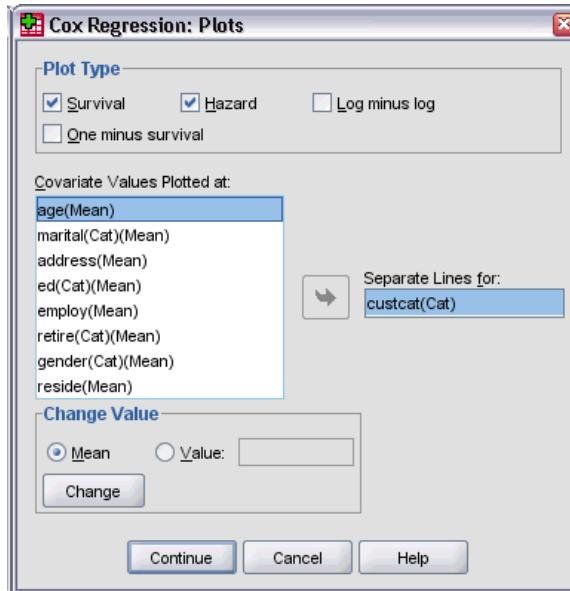 Cox Regression: Plots
Plot Type
Survival
Hazard
Log minus log
One minus survival
Covariate Values Plotted at:
age(Mean)
marital(Cat)(Mean)
address(Mean)
ed(Cat)(Mean)
employ(Mean)
retire(Cat)(Mean)
gender(Cat)(Mean)
reside(Mean)
Separate Lines for:
custcat(Cat)
Change Value
Mean
Value:
Change
Continue
Cancel
Help